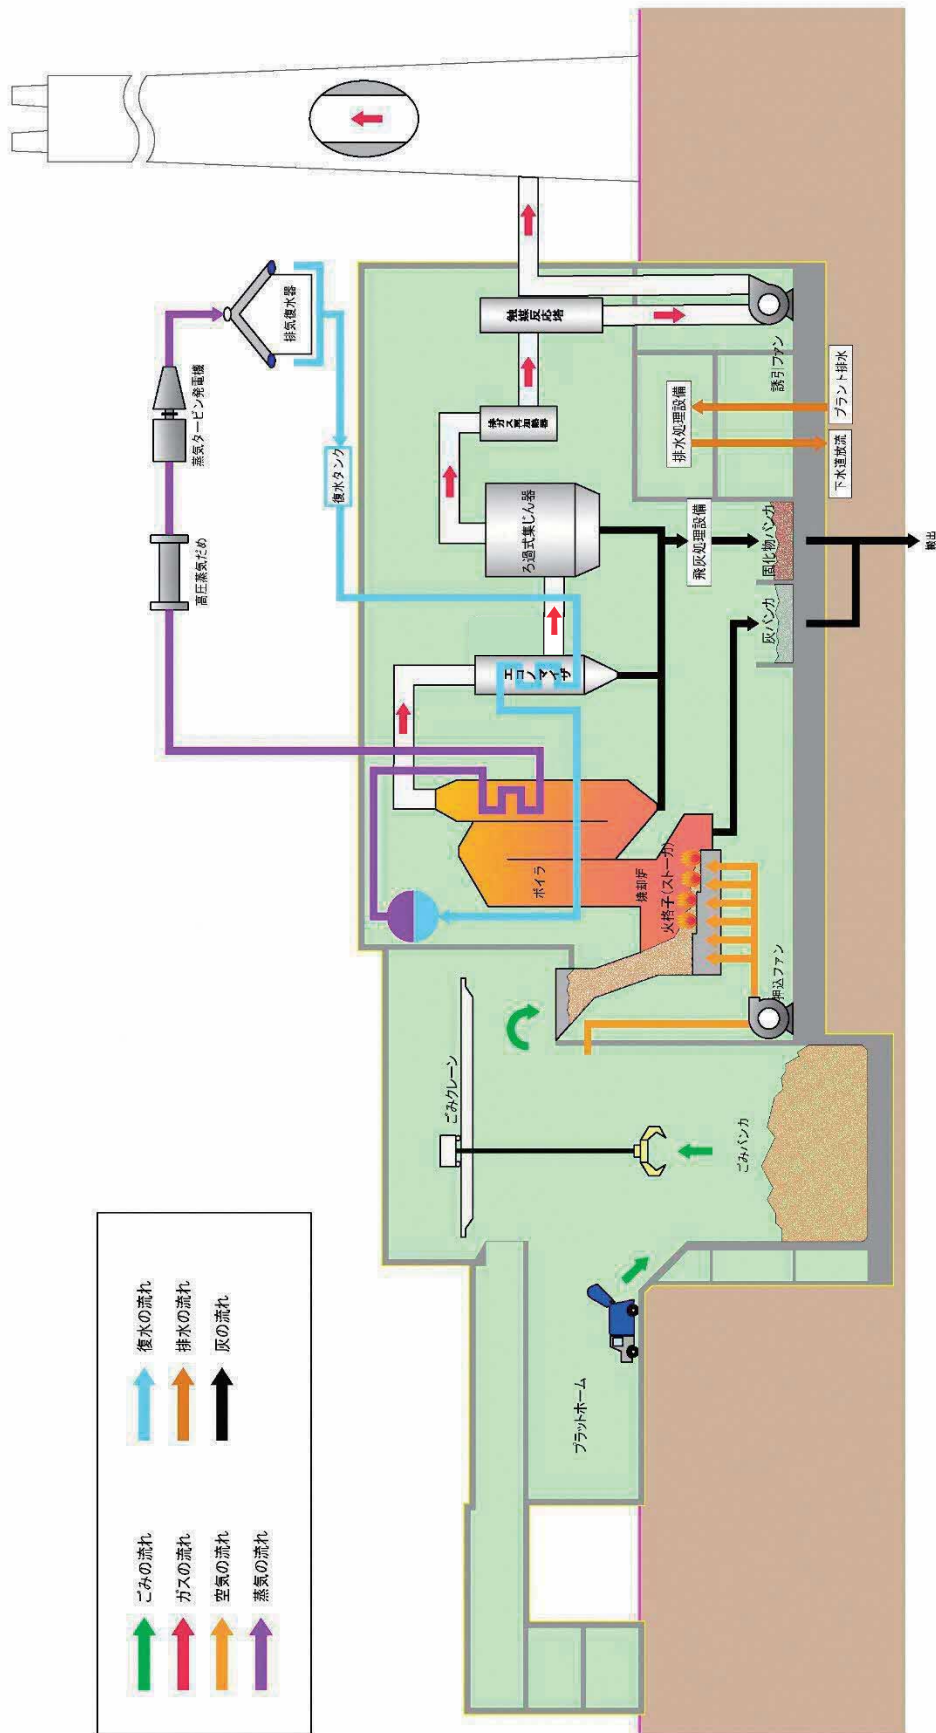 ごみの流れ
ガスの流れ
空気の流れ
蒸気の流れ
復水の流れ
排水の流れ
灰の流れ
プラットホーム
ごみクレーン
ごみバンカ
押込ファン
ボイラ
焼却炉
火格子(ストーカ)
高圧蒸気だめ
蒸気タービン発電機
排気復水器
復水タンク
エコノマイザ
ろ過式集じん器
排ガス再加熱器
触媒反応塔
誘引ファン
飛灰処理設備
灰バンカ
固化物バンカ
搬出
排水処理設備
下水道放流
プラント排水